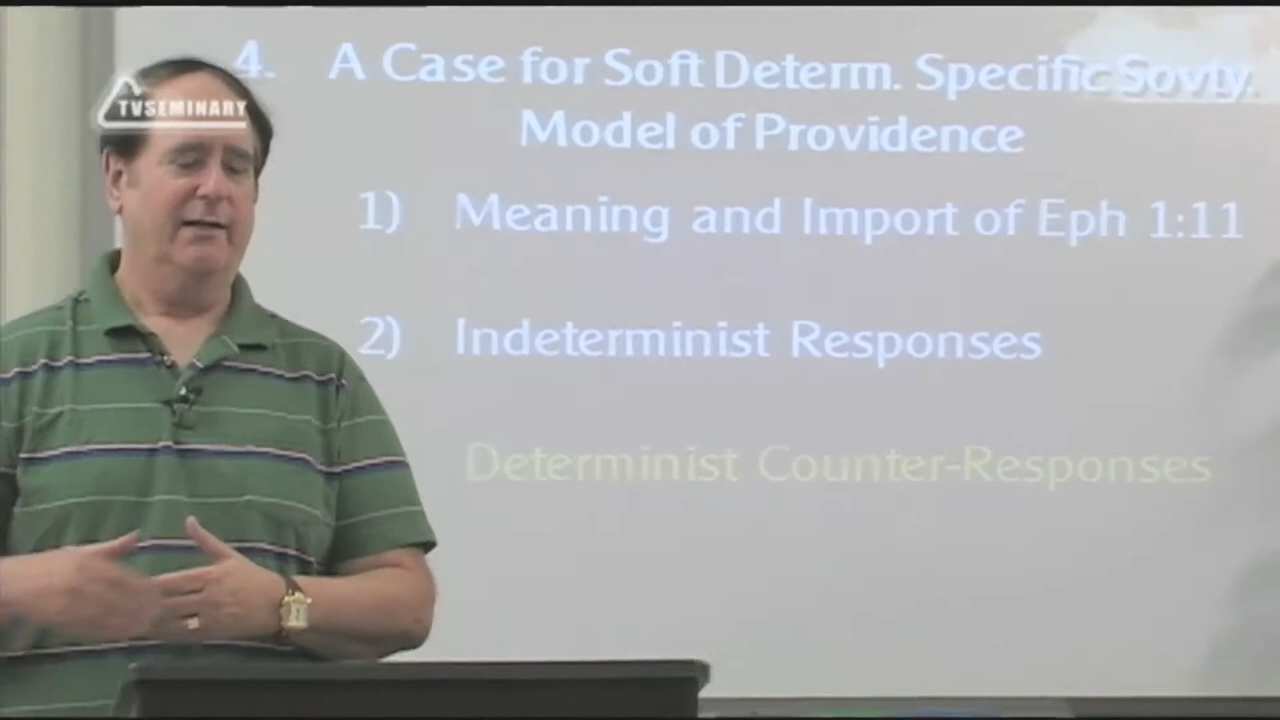 4. A Case for Soft Determ. Specific Sovty.
Model of Providence
TVSEMINARY
1) Meaning and Import of Eph 1:11
2) Indeterminist Responses
Determinist Counter-Responses